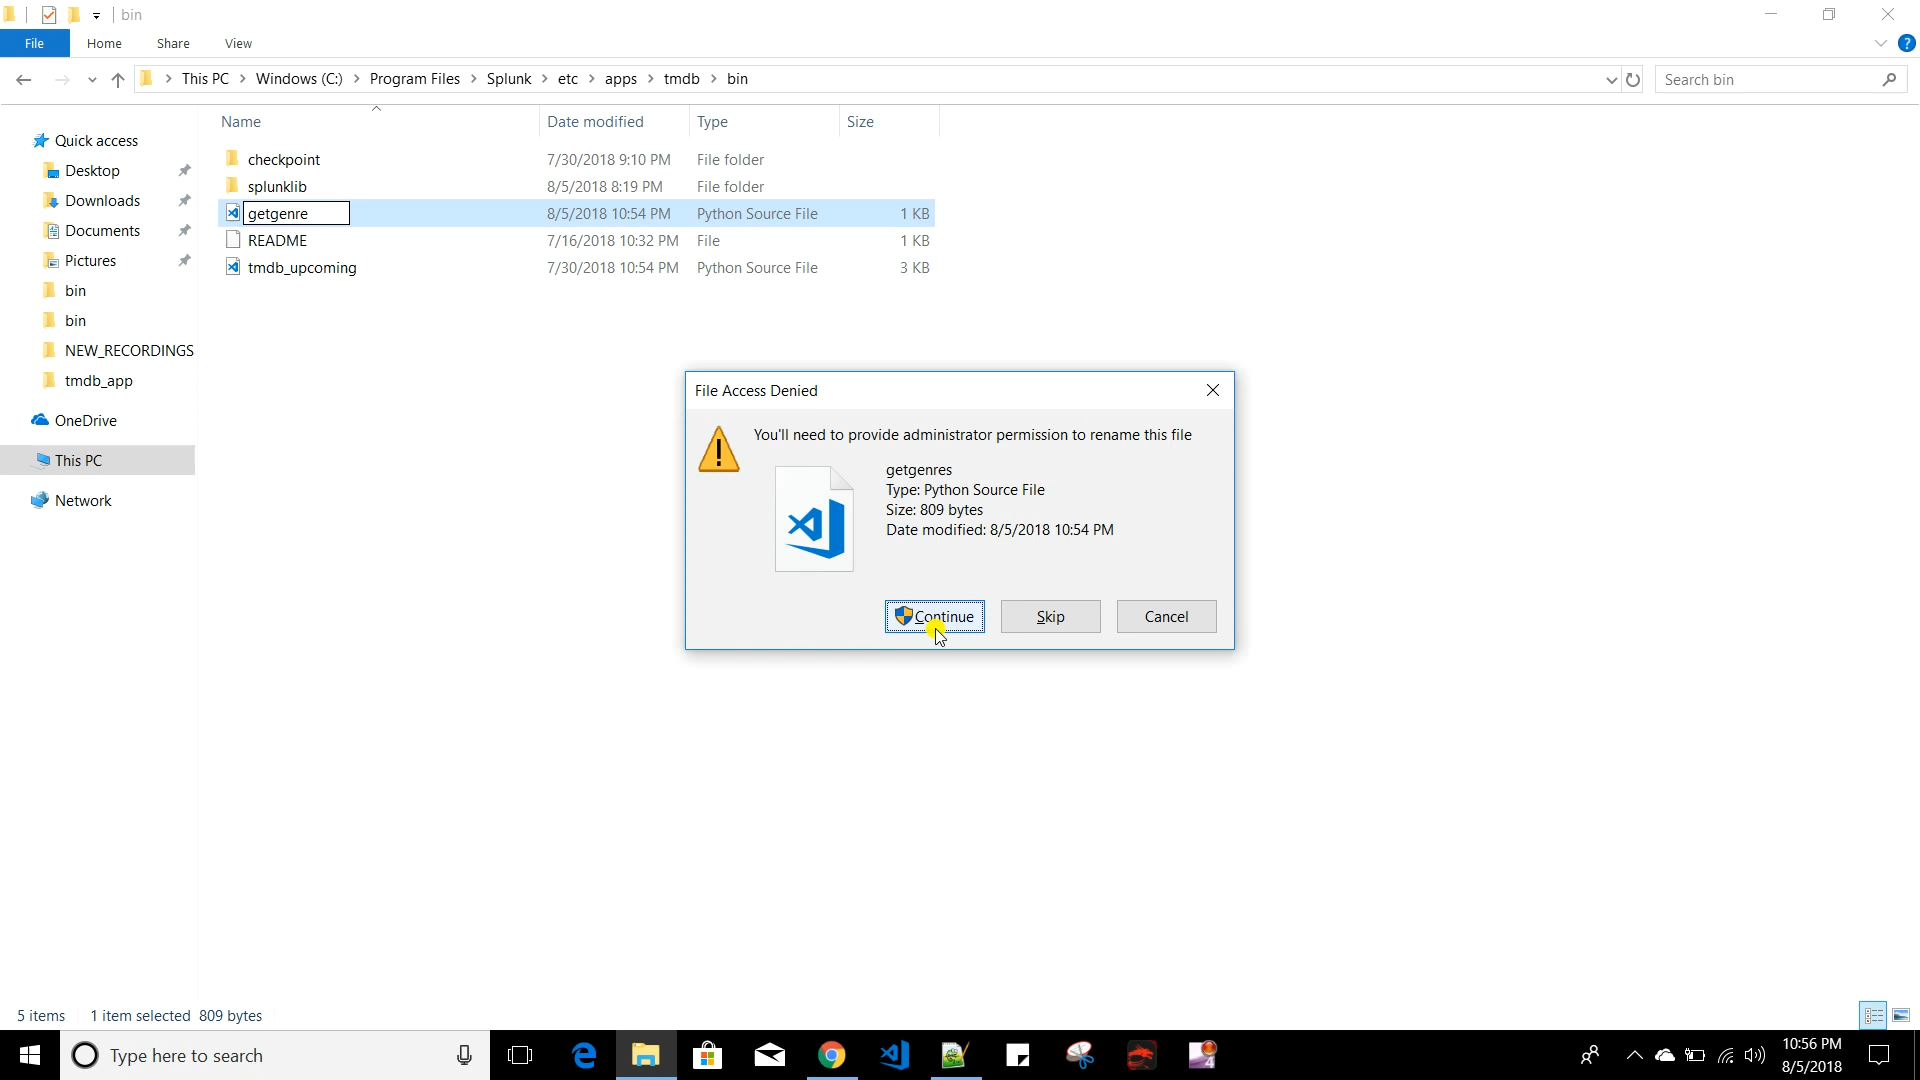 bin
File Home Share View
This PC Windows (C:) Program Files Splunk etc apps tmdb bin
Search bin
Name Date modified Type Size
Quick access
Desktop
Downloads
Documents
Pictures
bin
bin
NEW_RECORDINGS
tmdb_app
OneDrive
This PC
Network
checkpoint 7/30/2018 9:10 PM File folder
splunklib 8/5/2018 8:19 PM File folder
getgenre 8/5/2018 10:54 PM Python Source File 1 KB
README 7/16/2018 10:32 PM File 1 KB
tmdb_upcoming 7/30/2018 10:54 PM Python Source File 3 KB
File Access Denied
You'll need to provide administrator permission to rename this file
getgenres
Type: Python Source File
Size: 809 bytes
Date modified: 8/5/2018 10:54 PM
Continue Skip Cancel
5 items 1 item selected 809 bytes
Type here to search
10:56 PM
8/5/2018